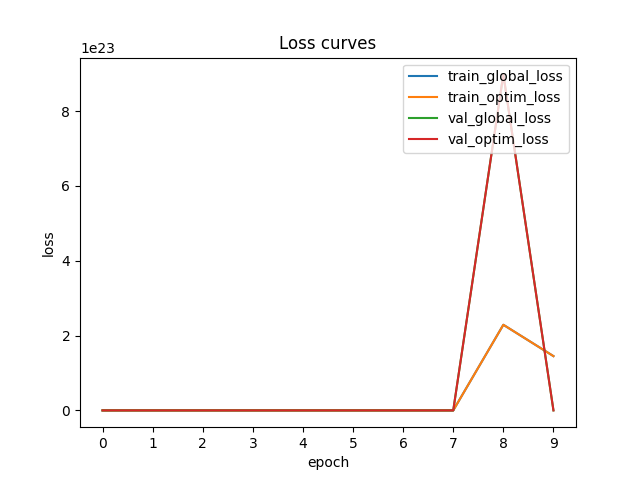 Loss curves
1e23
train_global_loss
train_optim_loss
val_global_loss
val_optim_loss
8
6
4
2
0
loss
0 1 2 3 4 5 6 7 8 9
epoch